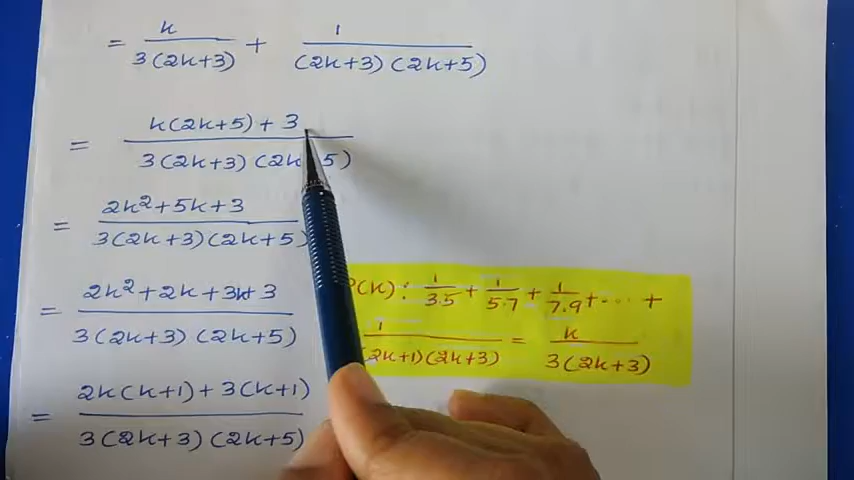 = k / 3(2k+3) + 1 / (2k+3)(2k+5)
= k(2k+5) + 3 / 3(2k+3)(2k 5)
= 2k²+5k+3 / 3(2k+3)(2k+5)
= 2k²+2k+3k+3 / 3(2k+3)(2k+5)
= 2k(k+1) + 3(k+1) / 3(2k+3)(2k+5)
P(k): 1/3.5 + 1/5.7 + 1/7.9 + ... +
1 / (2k+1)(2k+3) = k / 3(2k+3)